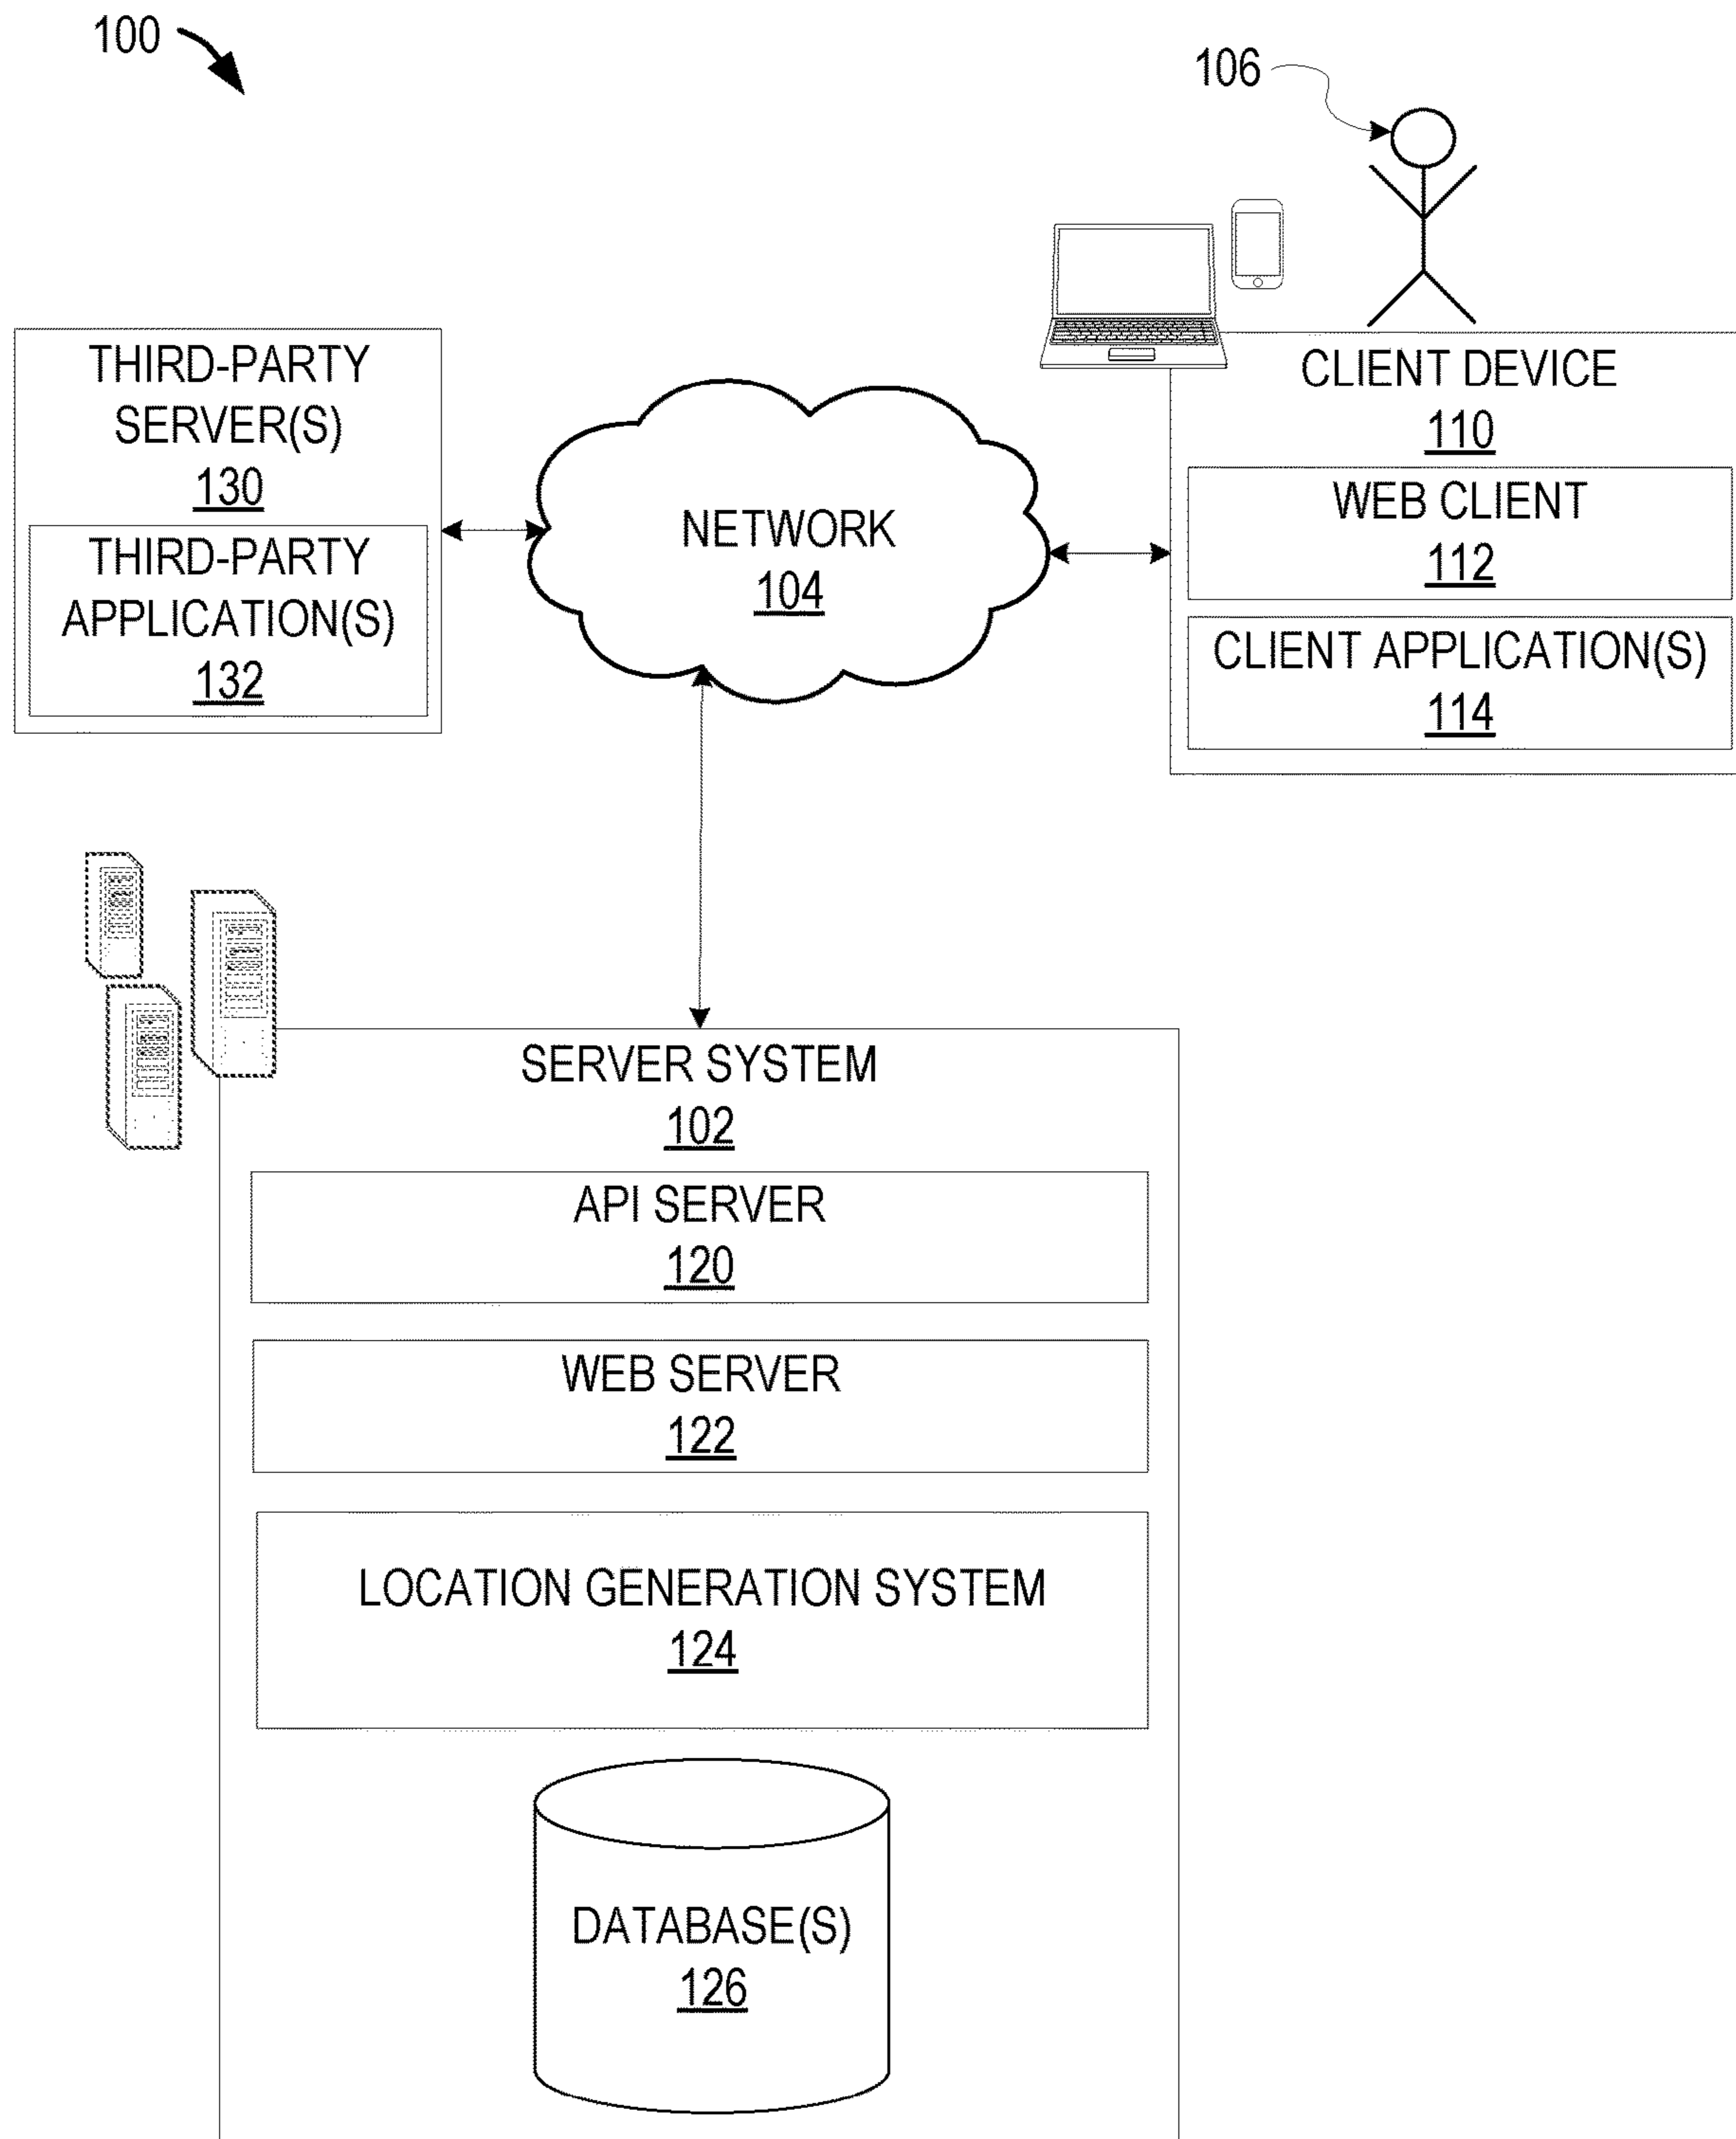 100
106
THIRD-PARTY
SERVER(S)
130
THIRD-PARTY
APPLICATION(S)
132
NETWORK
104
CLIENT DEVICE
110
WEB CLIENT
112
CLIENT APPLICATION(S)
114
SERVER SYSTEM
102
API SERVER
120
WEB SERVER
122
LOCATION GENERATION SYSTEM
124
DATABASE(S)
126